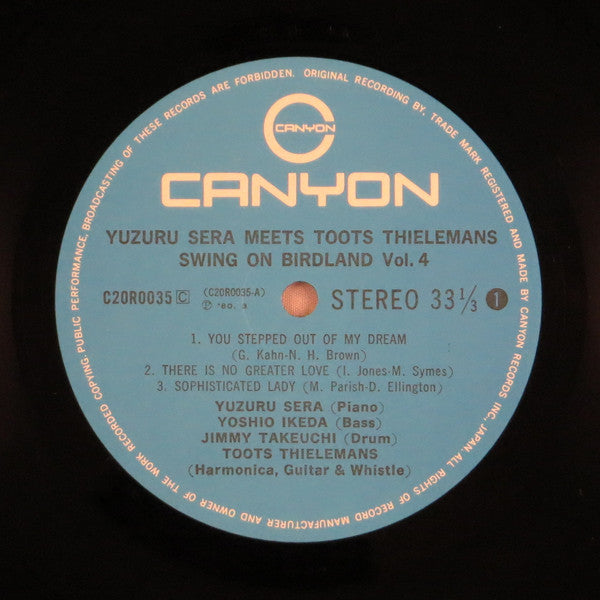 CANYON
CANYON
YUZURU SERA MEETS TOOTS THIELEMANS
SWING ON BIRDLAND Vol. 4
C20R0035 C (C20R0035-A)
Ⓟ '80. 3
STEREO 33 1/3 1
1. YOU STEPPED OUT OF MY DREAM
(G. Kahn-N. H. Brown)
2. THERE IS NO GREATER LOVE (I. Jones-M. Symes)
3. SOPHISTICATED LADY (M. Parish-D. Ellington)
YUZURU SERA (Piano)
YOSHIO IKEDA (Bass)
JIMMY TAKEUCHI (Drum)
TOOTS THIELEMANS
(Harmonica, Guitar & Whistle)
ORIGINAL RECORDING BY, TRADE MARK REGISTERED AND MADE BY CANYON RECORDS INC, JAPAN. ALL RIGHTS OF RECORD MANUFACTURER AND OWNER OF THE WORK RECORDED COPYING. PUBLIC PERFORMANCE, BROADCASTING OF THESE RECORDS ARE FORBIDDEN.